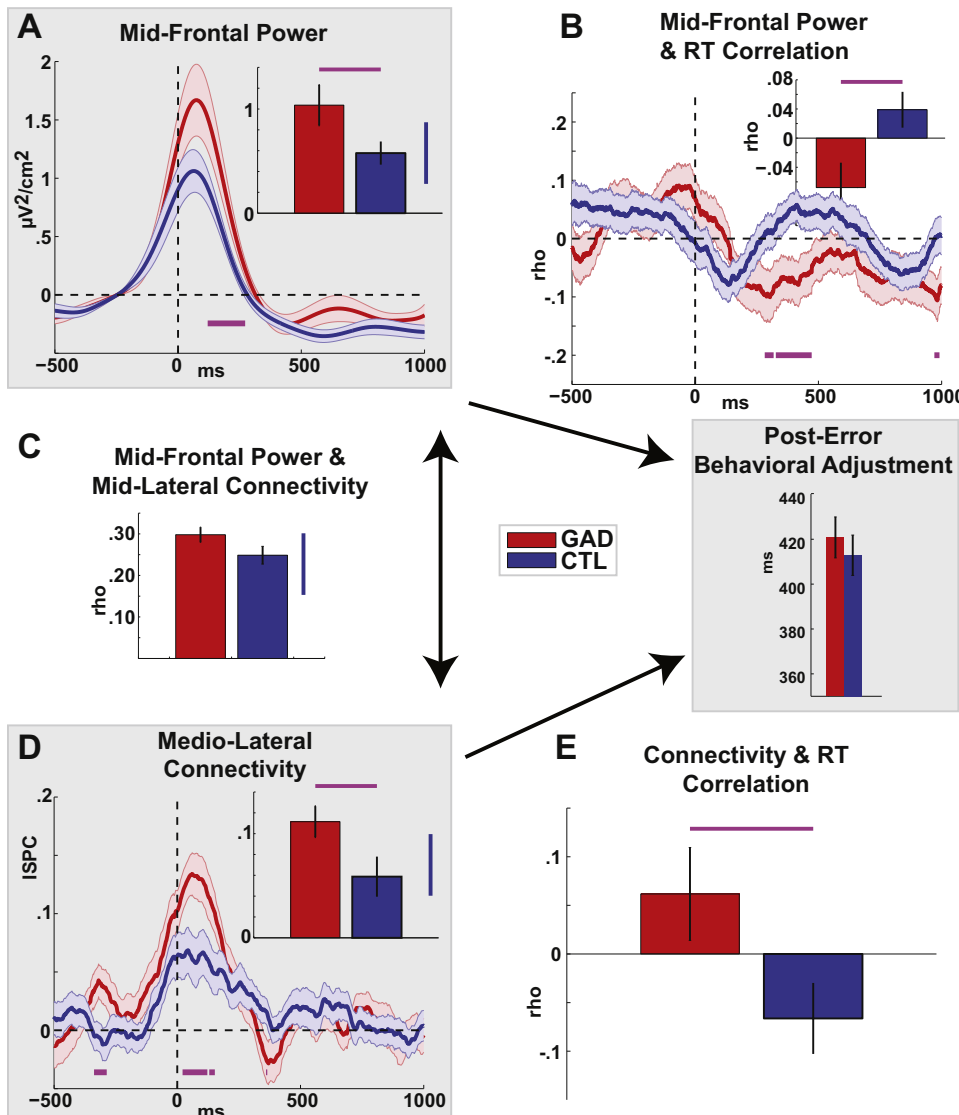 A
Mid-Frontal Power
2
1.5
1
.5
0
µV²/cm2
−500
0
500
1000
ms
1
0
B
Mid-Frontal Power
& RT Correlation
.2
.1
0
−.1
−.2
rho
−500
0
500
1000
ms
.08
.04
0
−.04
rho
C
Mid-Frontal Power &
Mid-Lateral Connectivity
.30
.20
.10
rho
GAD
CTL
Post-Error
Behavioral Adjustment
440
420
400
380
360
ms
D
Medio-Lateral
Connectivity
.2
.1
0
ISPC
−500
0
500
1000
ms
.1
0
E
Connectivity & RT
Correlation
.1
0
-.1
rho